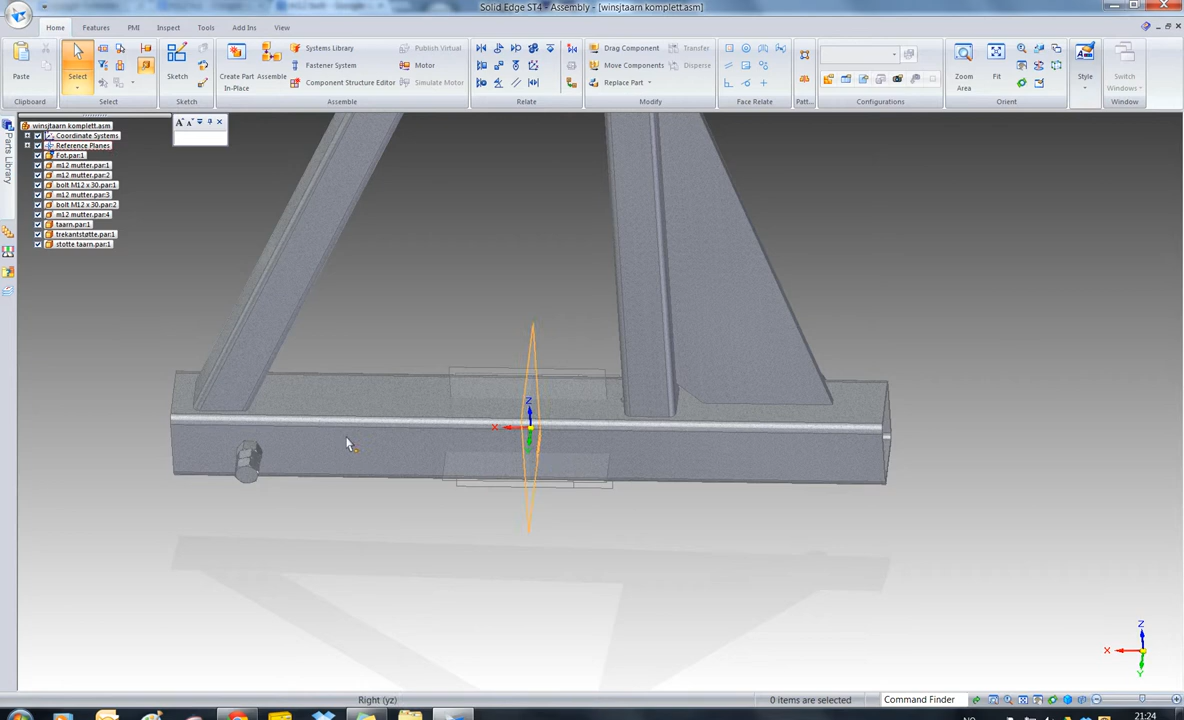 Solid Edge ST4 - Assembly - [winsjtaarn komplett.asm]
Home Features PMI Inspect Tools Add Ins View
Paste
Clipboard
Select
Select
Sketch
Sketch
Create Part In-Place
Assemble
Systems Library
Fastener System
Component Structure Editor
Publish Virtual
Motor
Simulate Motor
Assemble
Relate
Drag Component
Move Components
Replace Part
Transfer
Disperse
Modify
Face Relate
Patt...
Configurations
Zoom Area
Fit
Orient
Style
Switch Windows
Window
Parts Library
winsjtaarn komplett.asm
Coordinate Systems
Reference Planes
Fot.par:1
m12 mutter.par:1
m12 mutter.par:2
bolt M12 x 30.par:1
m12 mutter.par:3
bolt M12 x 30.par:2
m12 mutter.par:4
taarn.par:1
trekantstøtte.par:1
stotte taarn.par:1
Z
X
Z
X
Y
Right (yz)
0 items are selected
Command Finder
NO
21:24